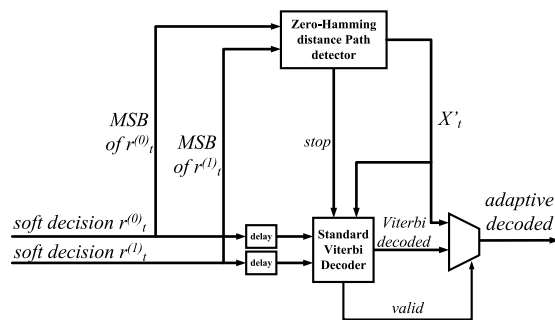 Zero-Hamming
distance Path
detector
MSB
of r⁽⁰⁾ₜ
MSB
of r⁽¹⁾ₜ
stop
X'ₜ
soft decision r⁽⁰⁾ₜ
soft decision r⁽¹⁾ₜ
delay
delay
Standard
Viterbi
Decoder
Viterbi
decoded
adaptive
decoded
valid